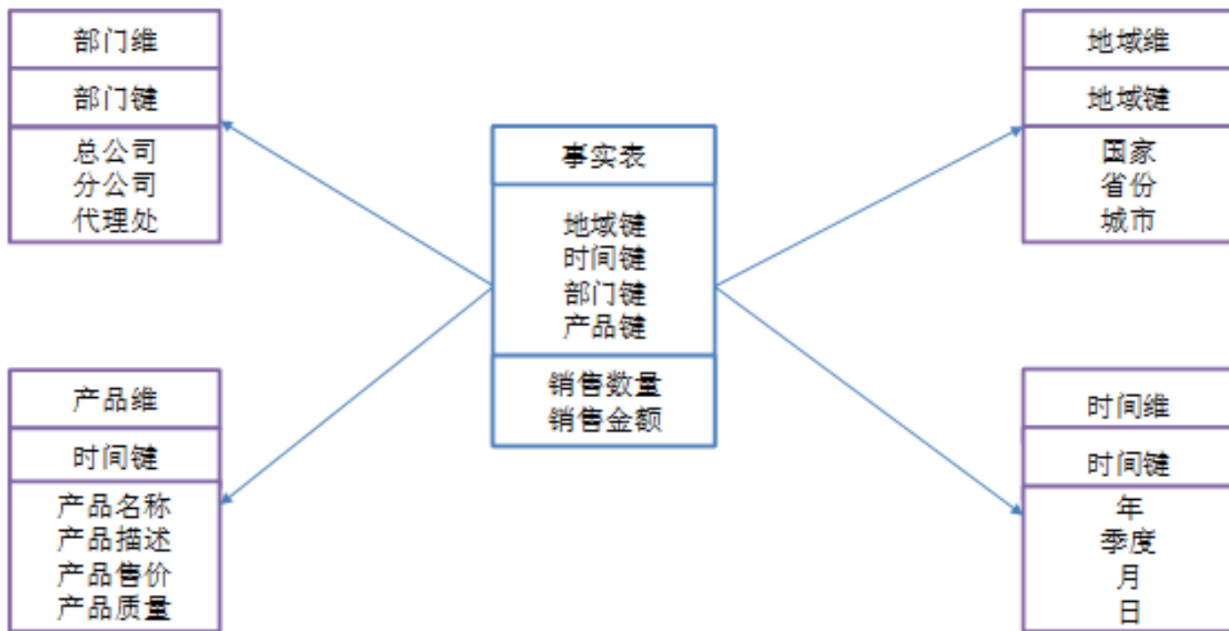 部门维
部门键
总公司
分公司
代理处
地域维
地域键
国家
省份
城市
事实表
地域键
时间键
部门键
产品键
销售数量
销售金额
产品维
时间键
产品名称
产品描述
产品售价
产品质量
时间维
时间键
年
季度
月
日